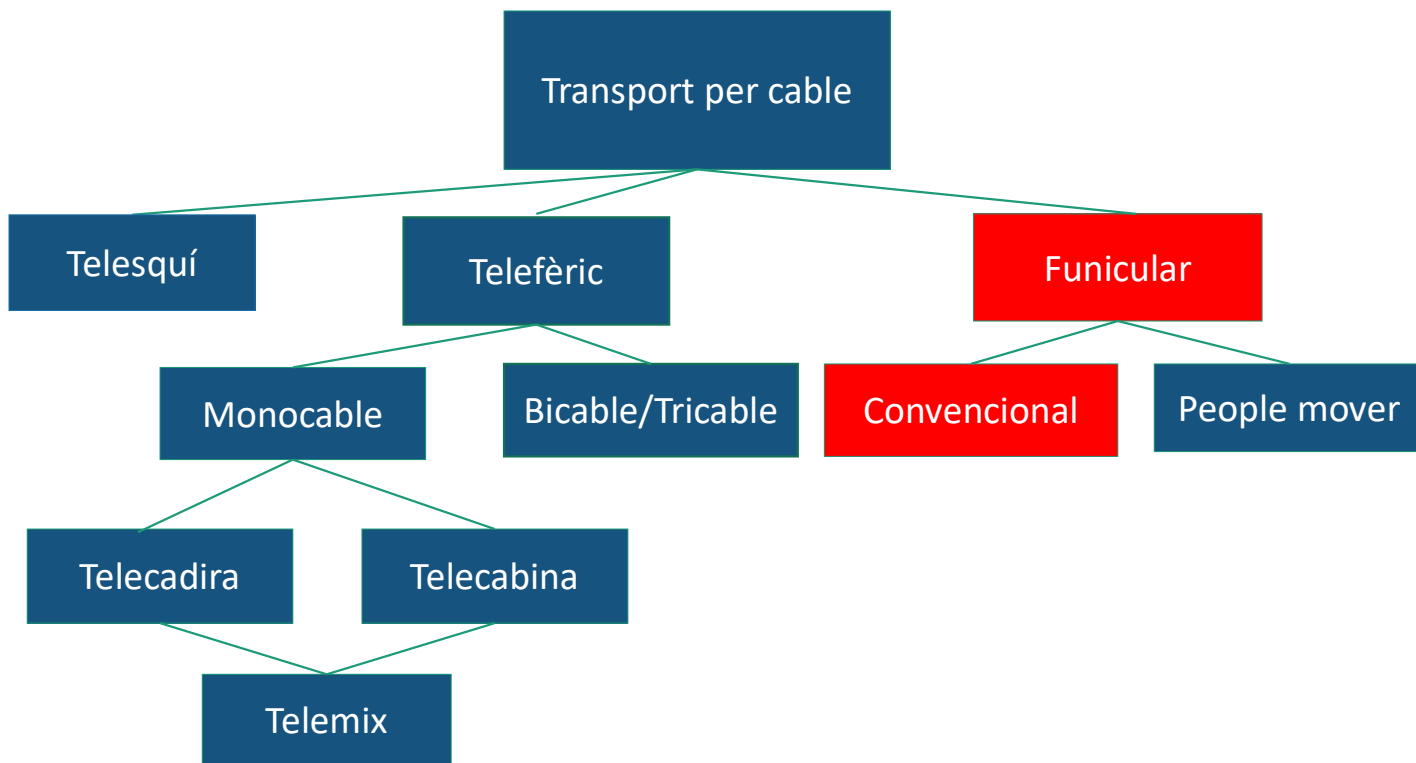 Transport per cable
Telesquí
Telefèric
Funicular
Monocable
Bicable/Tricable
Convencional
People mover
Telecadira
Telecabina
Telemix